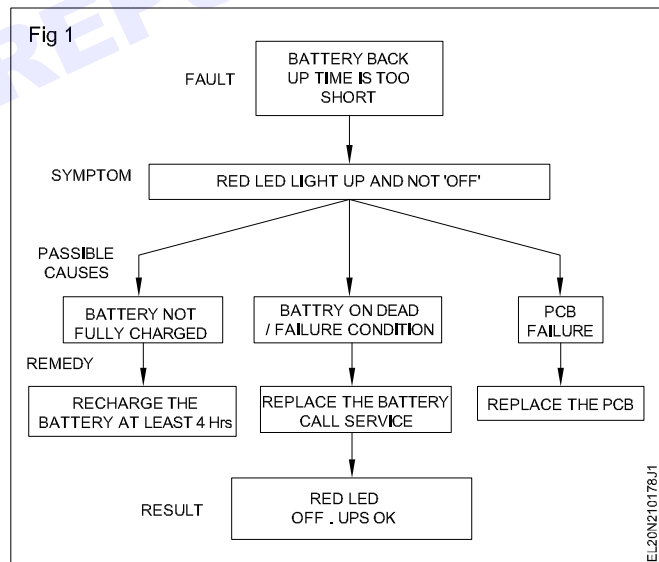 Fig 1
FAULT
BATTERY BACK
UP TIME IS TOO
SHORT
SYMPTOM
RED LED LIGHT UP AND NOT 'OFF'
PASSIBLE
CAUSES
BATTERY NOT
FULLY CHARGED
BATTRY ON DEAD
/ FAILURE CONDITION
PCB
FAILURE
REMEDY
RECHARGE THE
BATTERY AT LEAST 4 Hrs
REPLACE THE BATTERY
CALL SERVICE
REPLACE THE PCB
RESULT
RED LED
OFF . UPS OK
EL20N210178J1